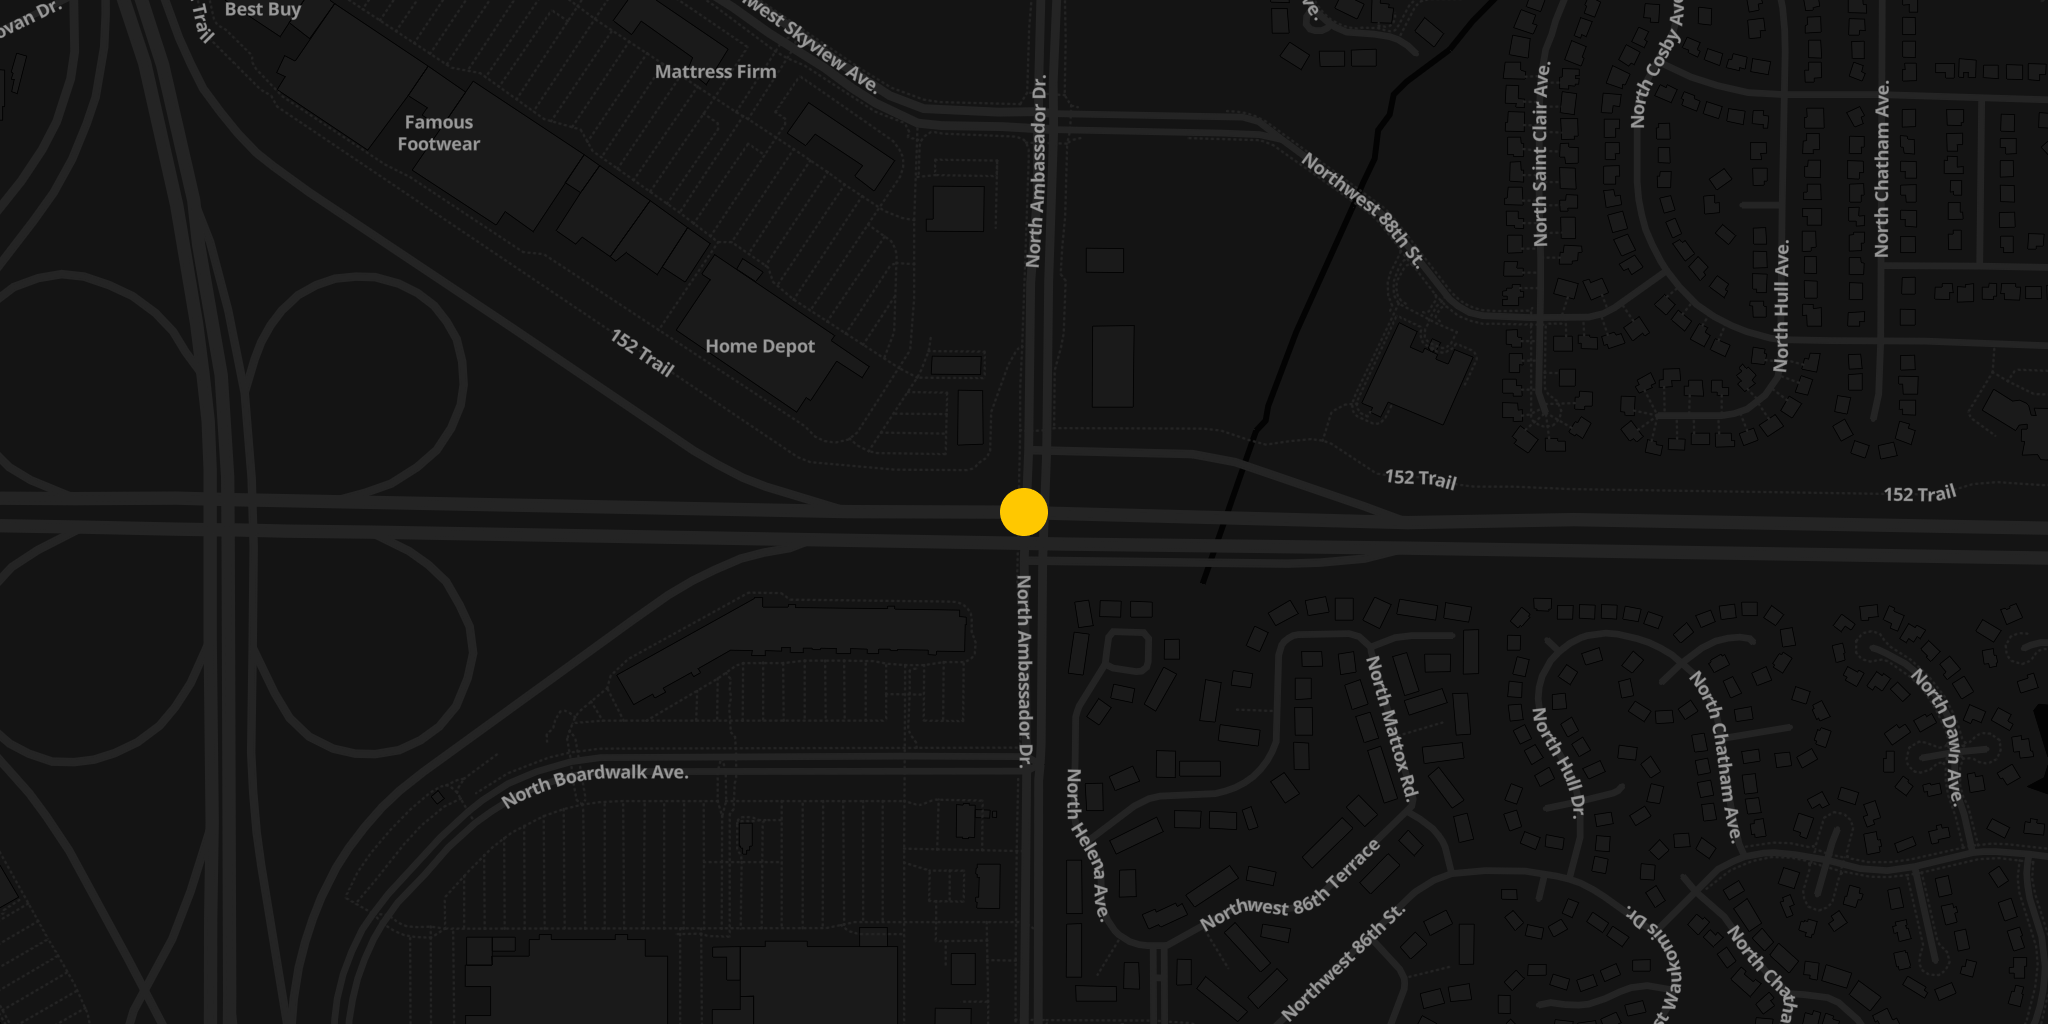 ovan Dr.
Trail
Best Buy
Northwest Skyview Ave.
Mattress Firm
Famous
Footwear
North Ambassador Dr.
Northwest 88th St.
North Saint Clair Ave.
North Cosby Ave.
North Chatham Ave.
North Hull Ave.
152 Trail
Home Depot
152 Trail
152 Trail
North Ambassador Dr.
North Boardwalk Ave.
North Helena Ave.
North Mattox Rd.
North Hull Dr.
North Chatham Ave.
North Dawn Ave.
Northwest 86th Terrace
Northwest 86th St.
st Waukomis Dr.
North Chatha